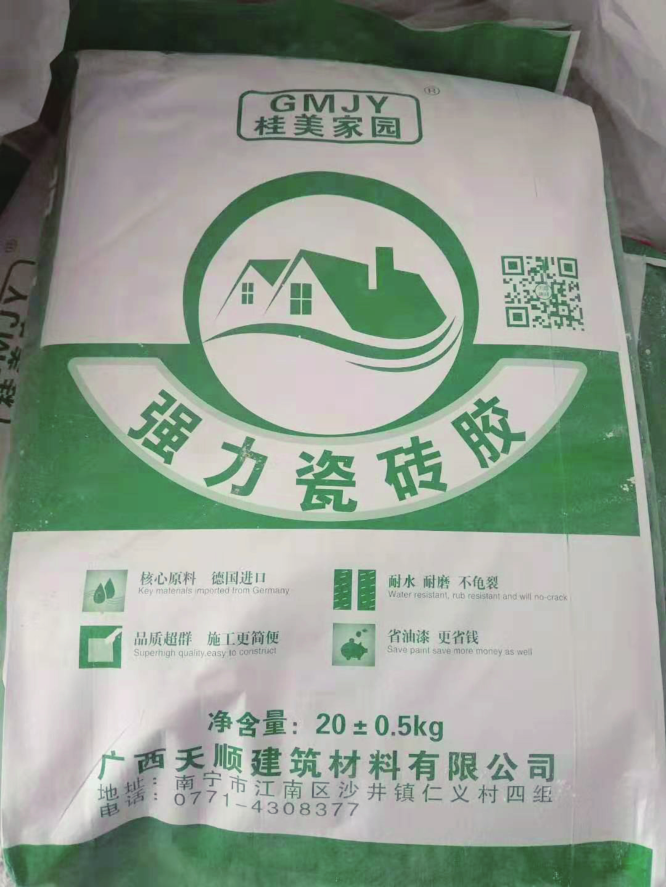 GMJY
®
桂美家园
强力瓷砖胶
核心原料 德国进口
Key materials imported from Germany
耐水 耐磨 不龟裂
Water resistant, rub resistant and will no-crack
品质超群 施工更简便
Superhigh quality,easy to construct
省油漆 更省钱
Save paint save more money as well
净含量：20±0.5kg
广西天顺建筑材料有限公司
地址：南宁市江南区沙井镇仁义村四组
电话：0771-4308377